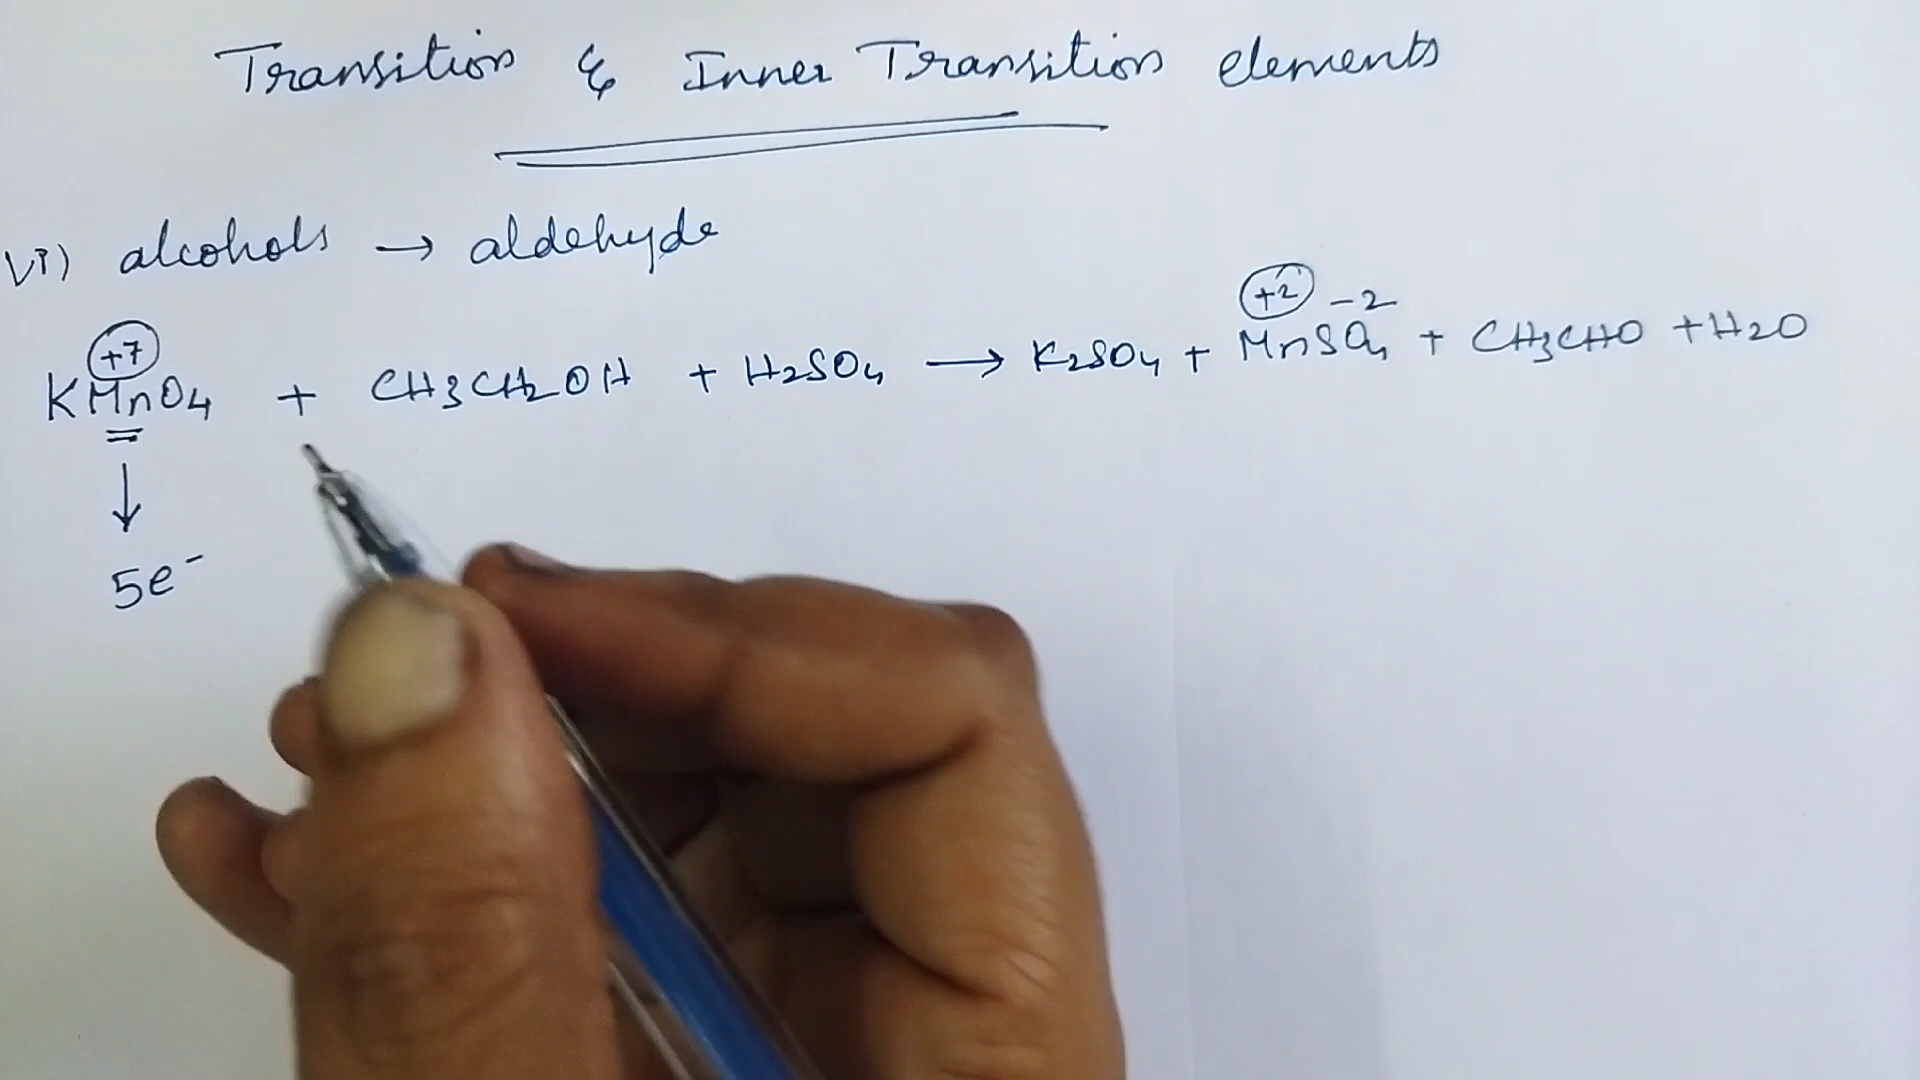 Transition & Inner Transition elements
vi) alcohols → aldehyde
+7 +2 -2
KMnO4 + CH3CH2OH + H2SO4 → K2SO4 + MnSO4 + CH3CHO + H2O
↓
5e-